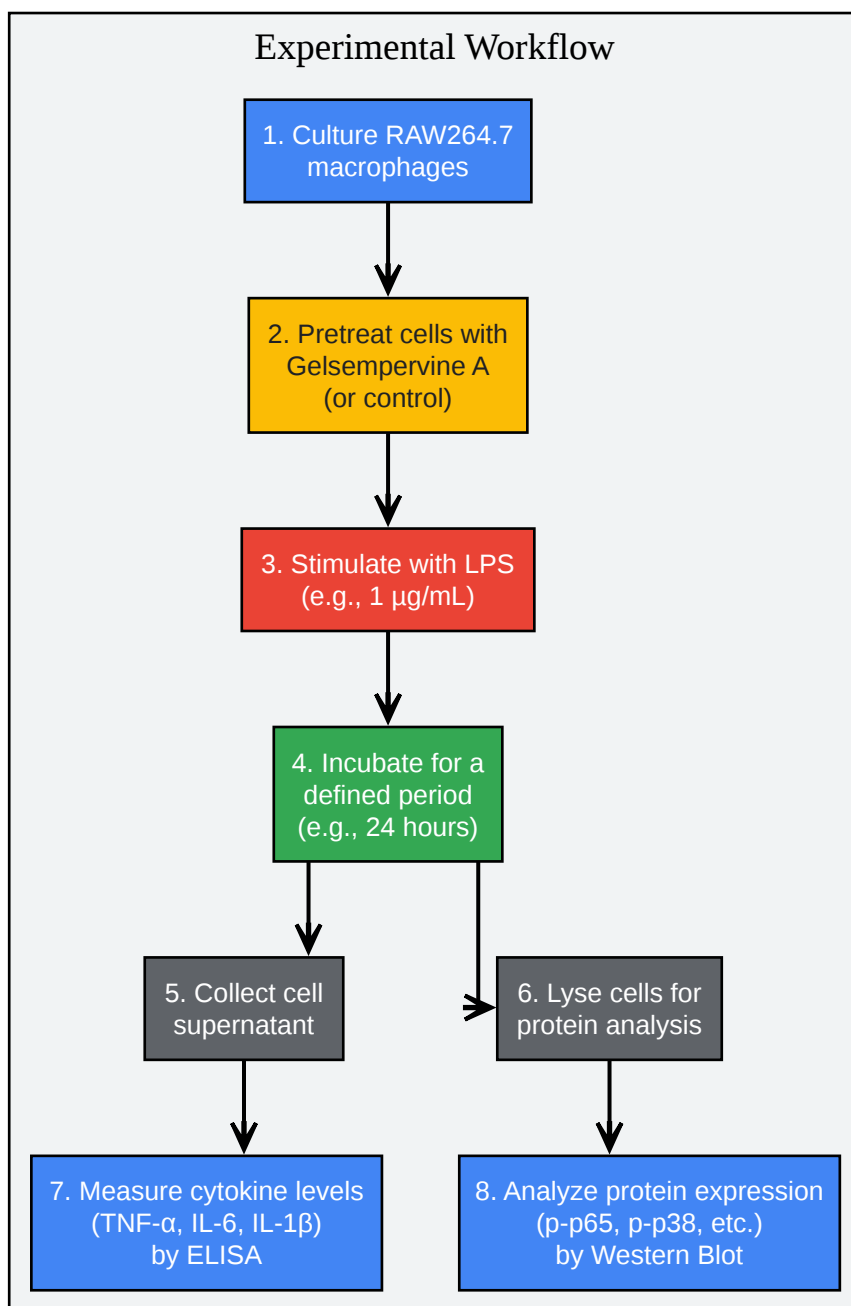 Experimental Workflow
1. Culture RAW264.7
macrophages
2. Pretreat cells with
Gelsempervine A
(or control)
3. Stimulate with LPS
(e.g., 1 µg/mL)
4. Incubate for a
defined period
(e.g., 24 hours)
5. Collect cell
supernatant
6. Lyse cells for
protein analysis
7. Measure cytokine levels
(TNF-α, IL-6, IL-1β)
by ELISA
8. Analyze protein expression
(p-p65, p-p38, etc.)
by Western Blot